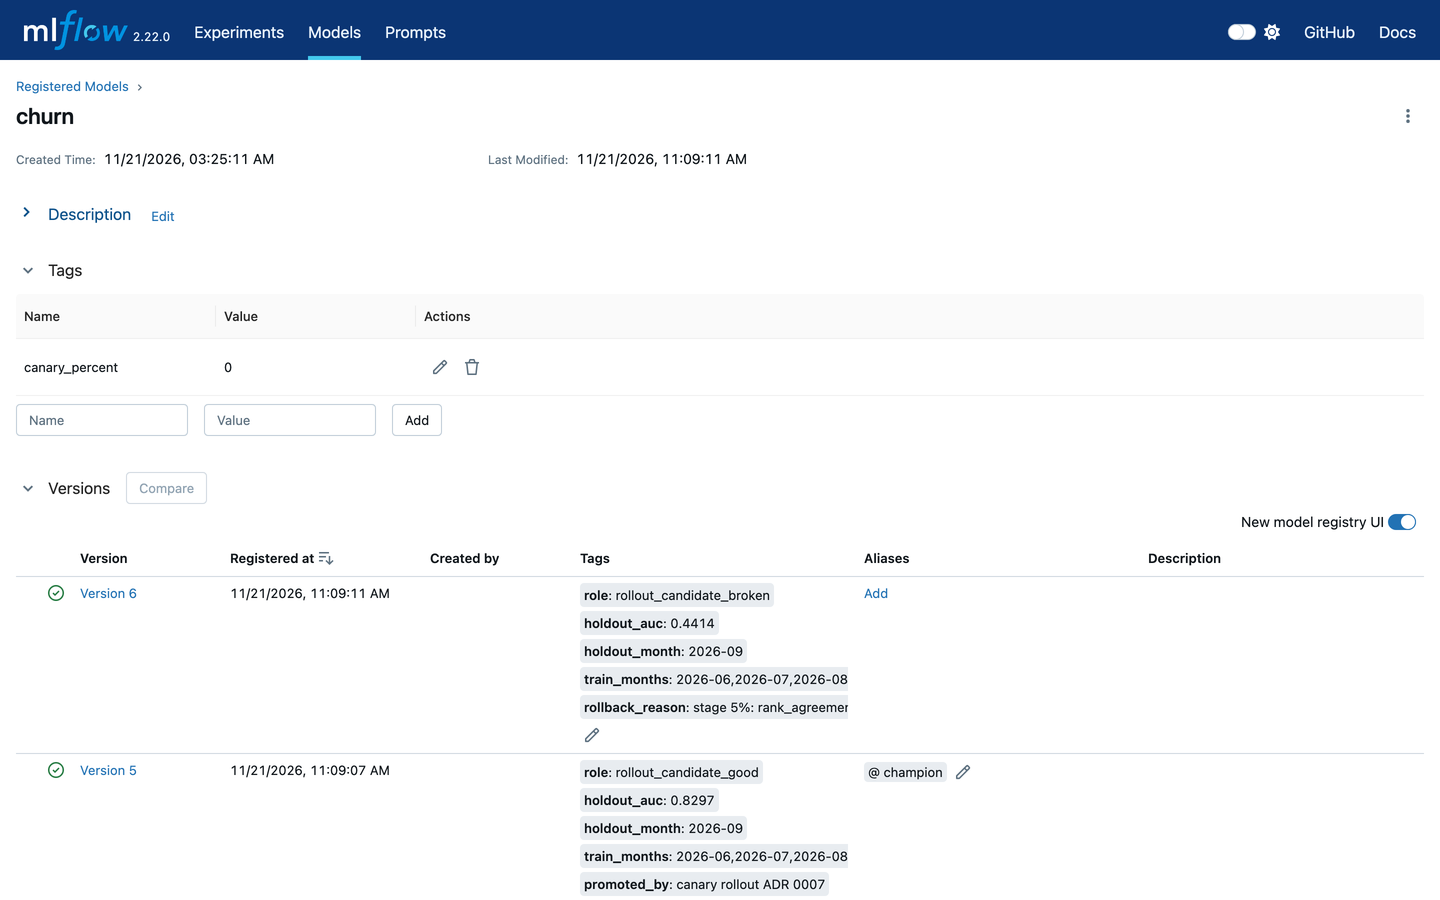 mlflow 2.22.0 Experiments Models Prompts GitHub Docs
Registered Models
churn
Created Time: 11/21/2026, 03:25:11 AM Last Modified: 11/21/2026, 11:09:11 AM
Description Edit
Tags
Name Value Actions
canary_percent 0
Name Value Add
Versions Compare
New model registry UI
Version Registered at Created by Tags Aliases Description
Version 6 11/21/2026, 11:09:11 AM role: rollout_candidate_broken Add
holdout_auc: 0.4414
holdout_month: 2026-09
train_months: 2026-06,2026-07,2026-08
rollback_reason: stage 5%: rank_agreemen
Version 5 11/21/2026, 11:09:07 AM role: rollout_candidate_good @ champion
holdout_auc: 0.8297
holdout_month: 2026-09
train_months: 2026-06,2026-07,2026-08
promoted_by: canary rollout ADR 0007